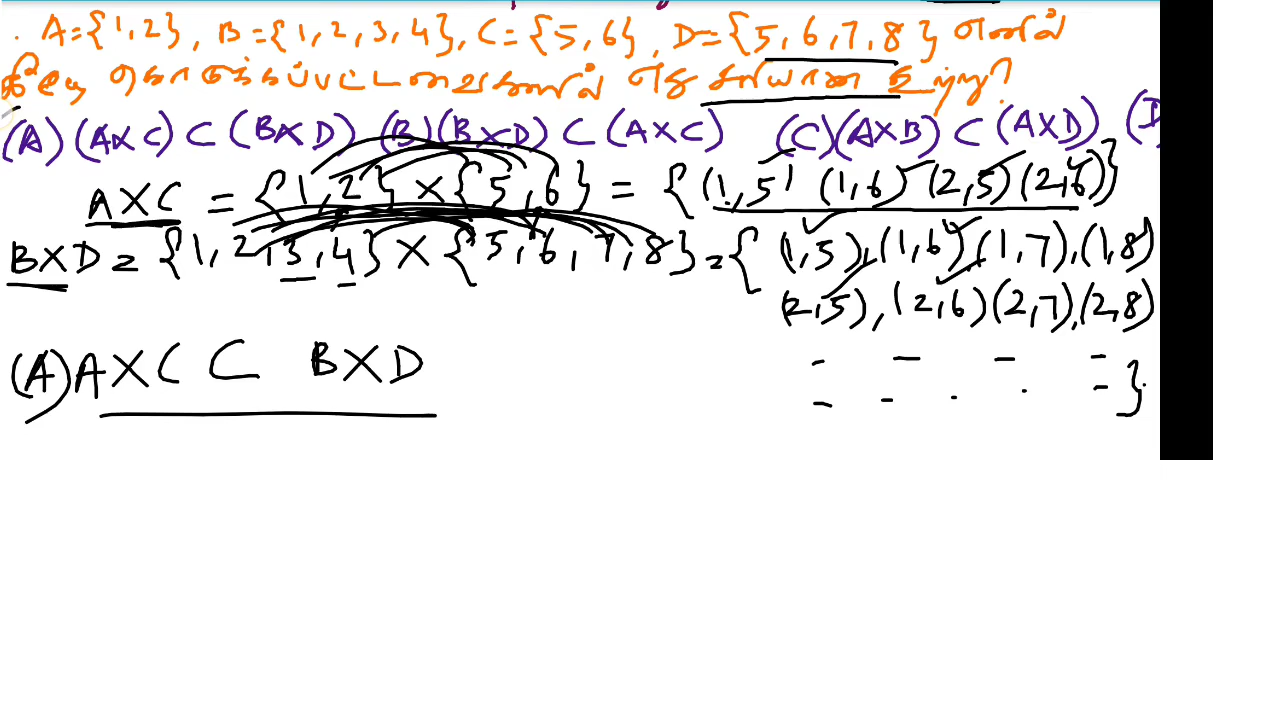 . A={1,2}, B={1,2,3,4}, C={5,6}, D={5,6,7,8} எனில்
கீழே கொடுக்கப்பட்டவைகளில் எது சரியான கூற்று?
(A) (A×C) ⊂ (B×D) (B) (B×D) ⊂ (A×C) (C) (A×B) ⊂ (A×D), (D
A×C = {1,2} × {5,6} = {(1,5) (1,6) (2,5) (2,6)}
B×D = {1,2,3,4} × {5,6,7,8} = { (1,5), (1,6), (1,7), (1,8)
(2,5), (2,6) (2,7), (2,8)
(A) A×C ⊂ B×D
}